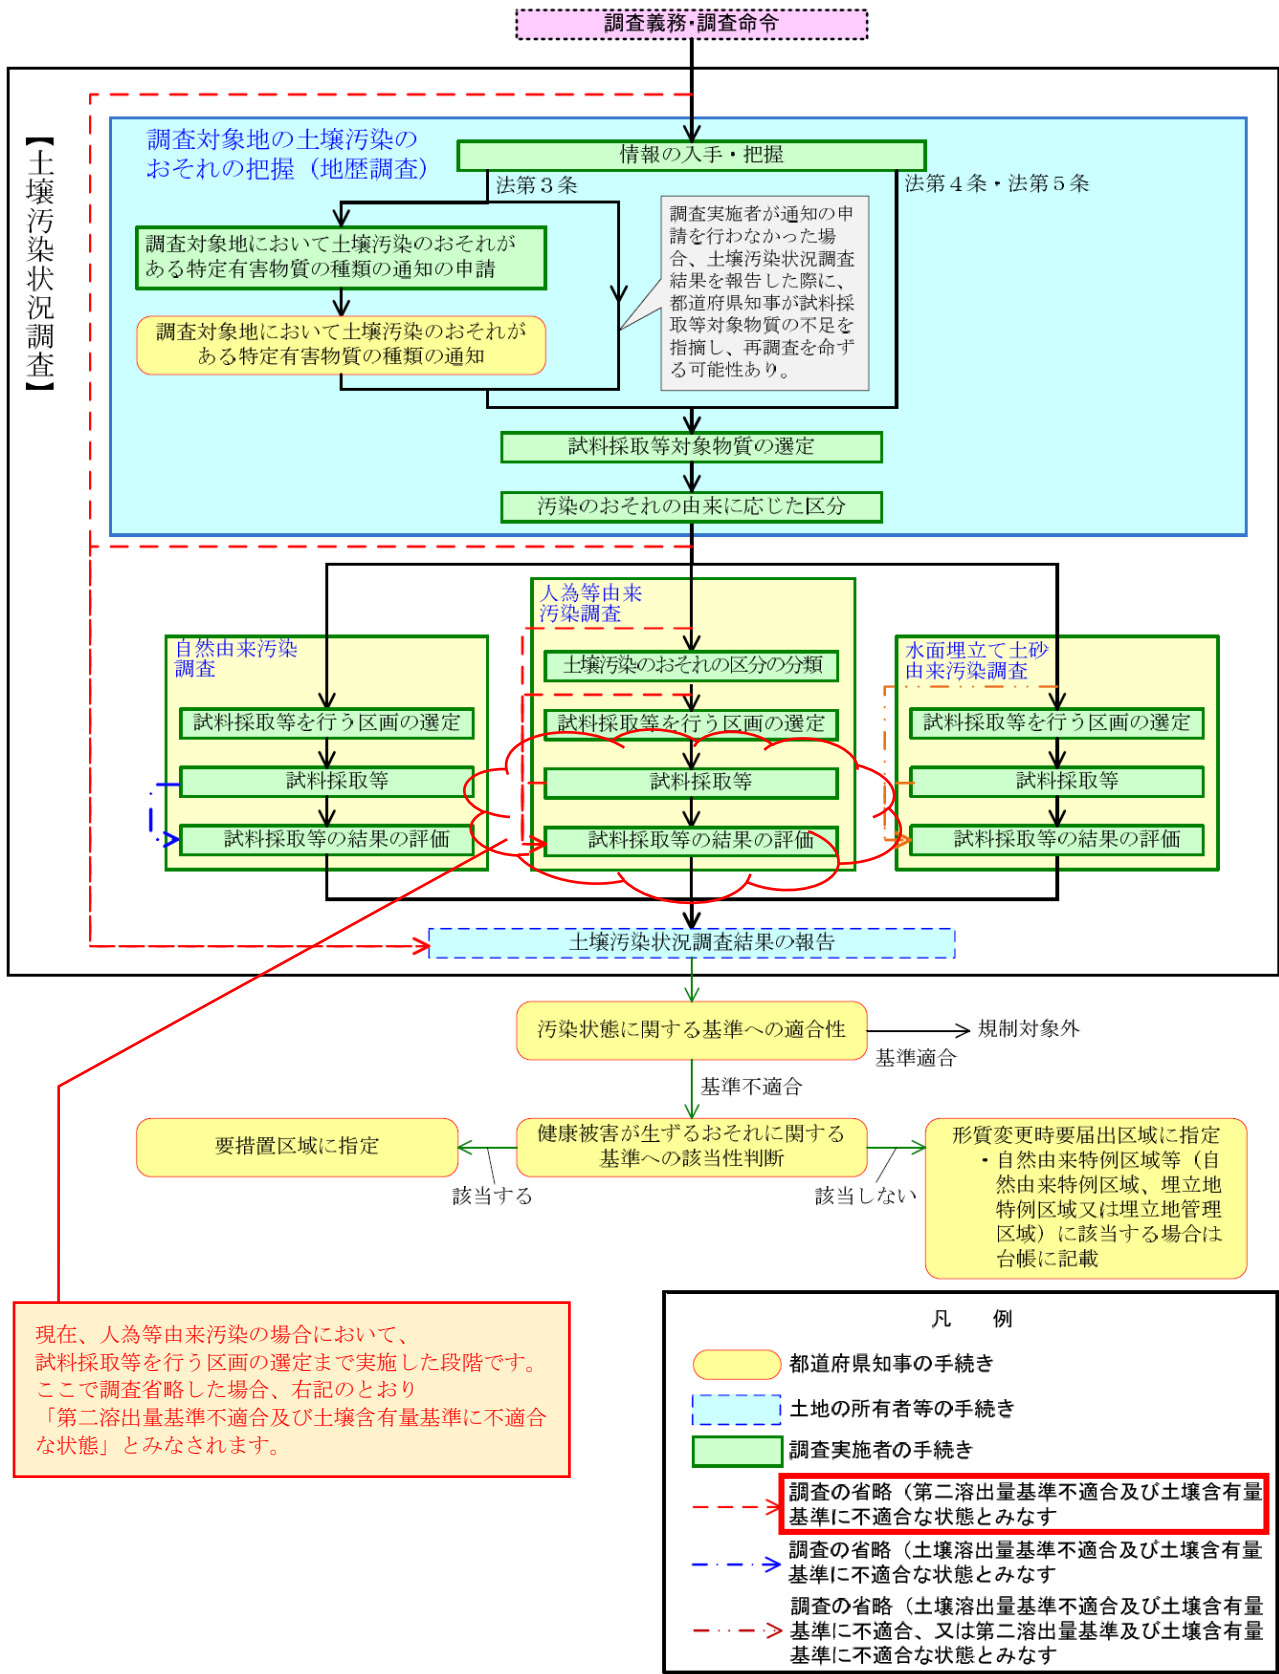 調査義務・調査命令
【土壌汚染状況調査】
調査対象地の土壌汚染の
おそれの把握（地歴調査）
情報の入手・把握
法第３条
法第４条・法第５条
調査対象地において土壌汚染のおそれが
ある特定有害物質の種類の通知の申請
調査実施者が通知の申
請を行わなかった場
合、土壌汚染状況調査
結果を報告した際に、
都道府県知事が試料採
取等対象物質の不足を
指摘し、再調査を命ず
る可能性あり。
調査対象地において土壌汚染のおそれが
ある特定有害物質の種類の通知
試料採取等対象物質の選定
汚染のおそれの由来に応じた区分
自然由来汚染
調査
試料採取等を行う区画の選定
試料採取等
試料採取等の結果の評価
人為等由来
汚染調査
土壌汚染のおそれの区分の分類
試料採取等を行う区画の選定
試料採取等
試料採取等の結果の評価
水面埋立て土砂
由来汚染調査
試料採取等を行う区画の選定
試料採取等
試料採取等の結果の評価
土壌汚染状況調査結果の報告
汚染状態に関する基準への適合性
規制対象外
基準適合
基準不適合
要措置区域に指定
健康被害が生ずるおそれに関する
基準への該当性判断
該当する
該当しない
形質変更時要届出区域に指定
・自然由来特例区域等（自
然由来特例区域、埋立地
特例区域又は埋立地管理
区域）に該当する場合は
台帳に記載
現在、人為等由来汚染の場合において、
試料採取等を行う区画の選定まで実施した段階です。
ここで調査省略した場合、右記のとおり
「第二溶出量基準不適合及び土壌含有量基準に不適合
な状態」とみなされます。
凡　例
都道府県知事の手続き
土地の所有者等の手続き
調査実施者の手続き
調査の省略（第二溶出量基準不適合及び土壌含有量
基準に不適合な状態とみなす
調査の省略（土壌溶出量基準不適合及び土壌含有量
基準に不適合な状態とみなす
調査の省略（土壌溶出量基準不適合及び土壌含有量
基準に不適合、又は第二溶出量基準及び土壌含有量
基準に不適合な状態とみなす